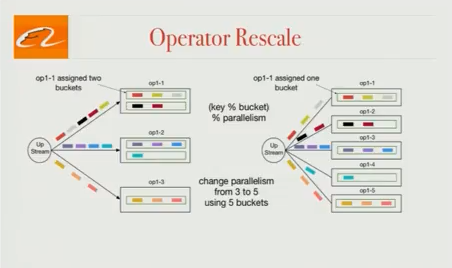 Operator Rescale
op1-1 assigned two
buckets
op1-1
op1-2
op1-3
Up
Stream
(key % bucket)
% parallelism
change parallelism
from 3 to 5
using 5 buckets
op1-1 assigned one
bucket
op1-1
op1-2
op1-3
op1-4
op1-5
Up
Stream